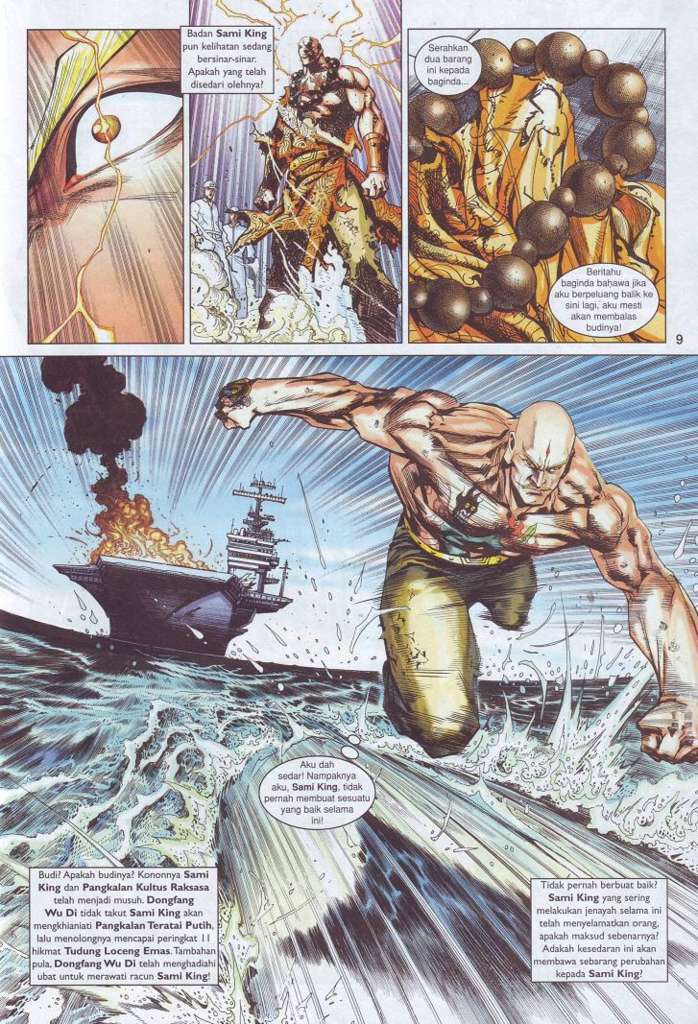 Badan Sami King
pun kelihatan sedang
bersinar-sinar.
Apakah yang telah
disedari olehnya?
Serahkan
dua barang
ini kepada
baginda...
Beritahu
baginda bahawa jika
aku berpeluang balik ke
sini lagi, aku mesti
akan membalas
budinya!
9
Aku dah
sedar! Nampaknya
aku, Sami King, tidak
pernah membuat sesuatu
yang baik selama
ini!
Budi? Apakah budinya? Kononnya Sami
King dan Pangkalan Kultus Raksasa
telah menjadi musuh. Dongfang
Wu Di tidak takut Sami King akan
mengkhianati Pangkalan Teratai Putih,
lalu menolongnya mencapai peringkat 11
hikmat Tudung Loceng Emas. Tambahan
pula, Dongfang Wu Di telah menghadiahi
ubat untuk merawati racun Sami King!
Tidak pernah berbuat baik?
Sami King yang sering
melakukan jenayah selama ini
telah menyelamatkan orang,
apakah maksud sebenarnya?
Adakah kesedaran ini akan
membawa sebarang perubahan
kepada Sami King?